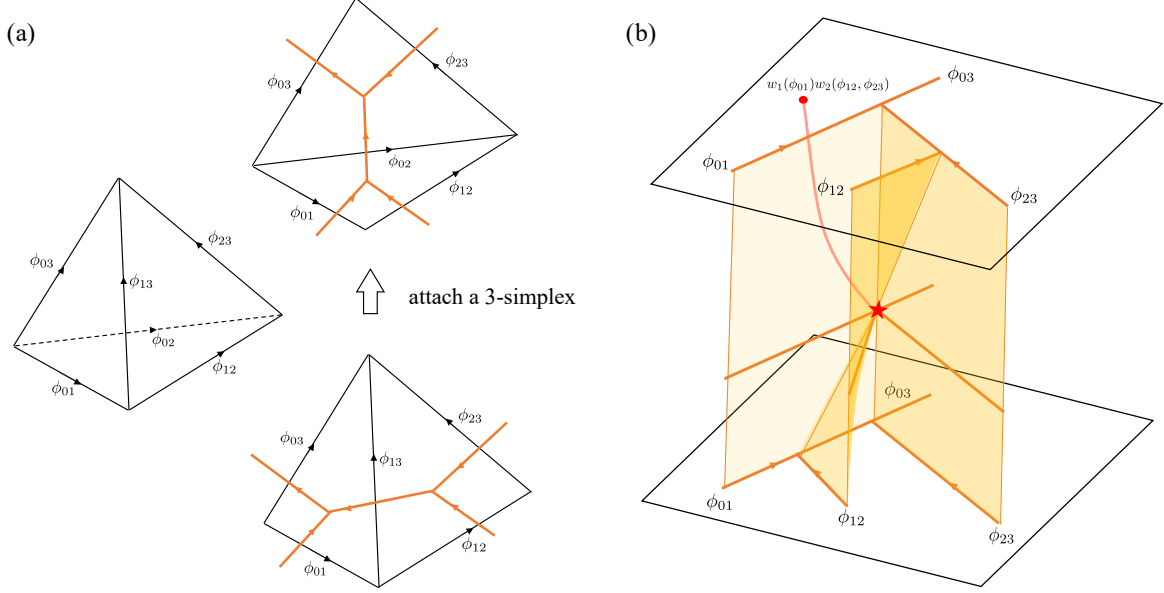 (a)
ϕ₀₃
ϕ₂₃
ϕ₀₂
ϕ₀₁
ϕ₁₂
ϕ₀₃
ϕ₂₃
ϕ₁₃
ϕ₀₂
ϕ₀₁
ϕ₁₂
attach a 3-simplex
ϕ₀₃
ϕ₂₃
ϕ₁₃
ϕ₀₁
ϕ₁₂
(b)
ϕ₀₃
w₁(ϕ₀₁)w₂(ϕ₁₂, ϕ₂₃)
ϕ₀₁
ϕ₁₂
ϕ₂₃
ϕ₀₃
ϕ₀₁
ϕ₁₂
ϕ₂₃